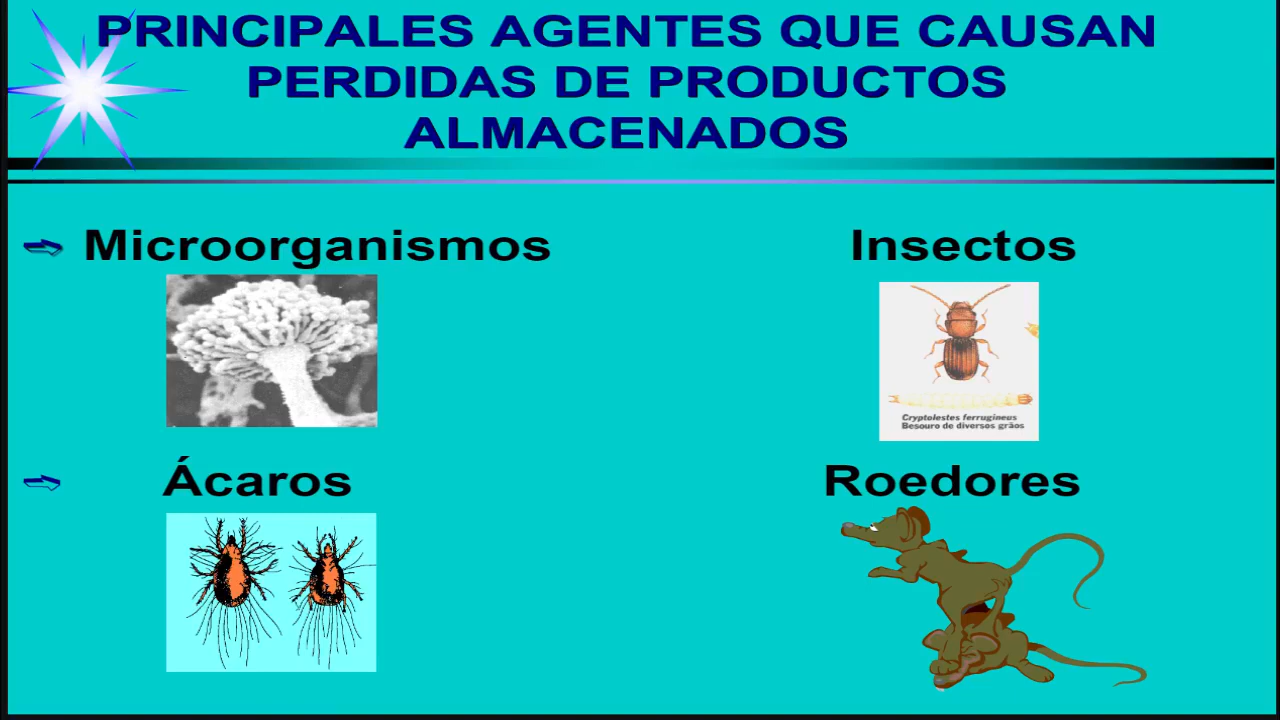 PRINCIPALES AGENTES QUE CAUSAN
PERDIDAS DE PRODUCTOS
ALMACENADOS
Microorganismos
Insectos
Cryptolestes ferrugineus
Besouro de diversos grãos
Ácaros
Roedores